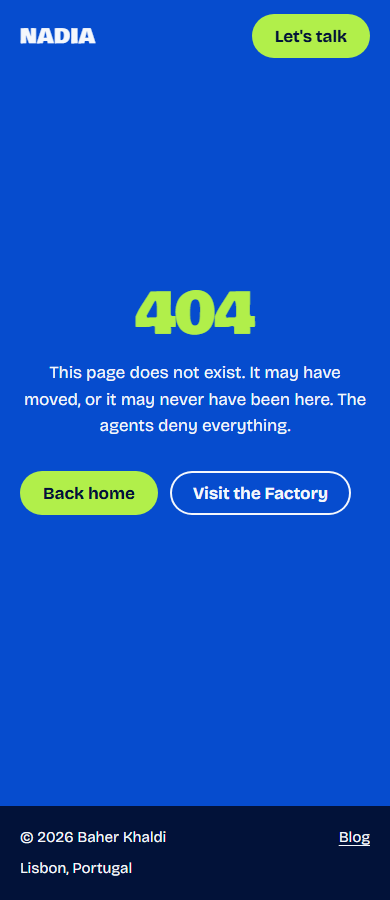 NADIA
Let's talk
404
This page does not exist. It may have
moved, or it may never have been here. The
agents deny everything.
Back home
Visit the Factory
© 2026 Baher Khaldi
Blog
Lisbon, Portugal